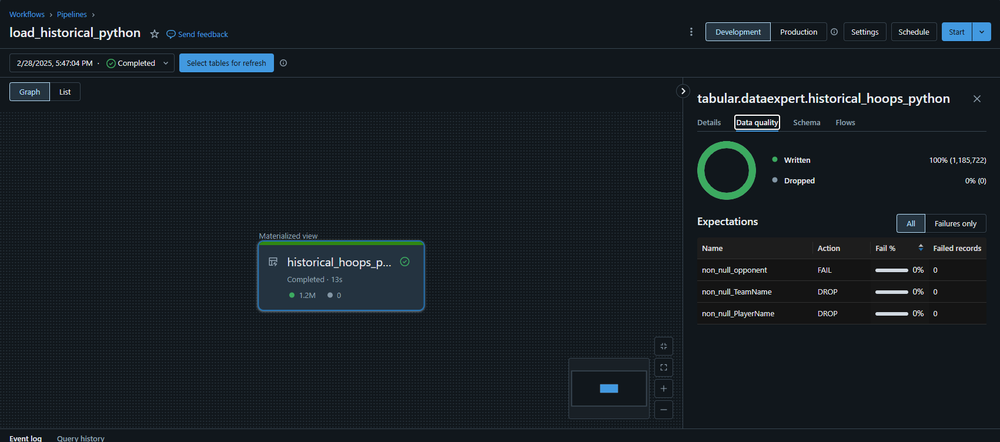 Workflows › Pipelines ›
load_historical_python Send feedback Development Production Settings Schedule Start
2/28/2025, 5:47:04 PM · Completed Select tables for refresh
Graph List
Materialized view
historical_hoops_p...
Completed · 13s
1.2M 0
tabular.dataexpert.historical_hoops_python
Details Data quality Schema Flows
Written 100% (1,185,722)
Dropped 0% (0)
Expectations All Failures only
Name Action Fail % Failed records
non_null_opponent FAIL 0% 0
non_null_TeamName DROP 0% 0
non_null_PlayerName DROP 0% 0
Event log Query history